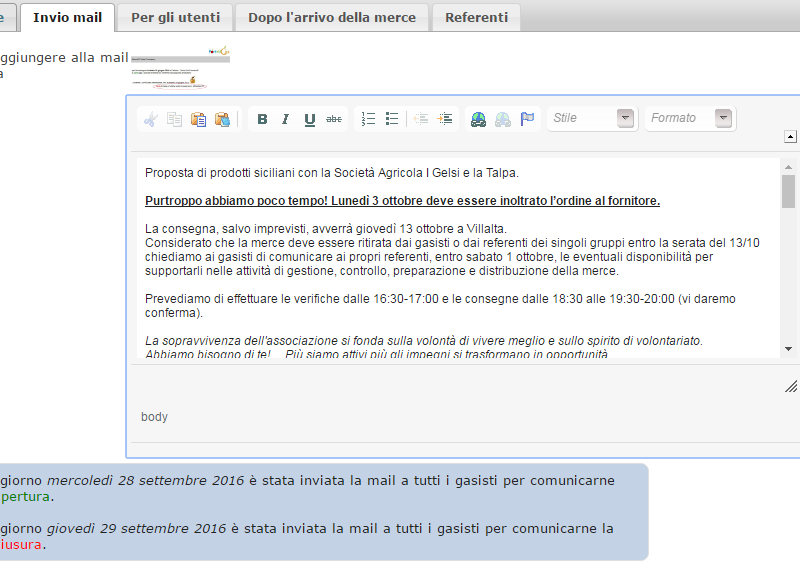 Invio mail
Per gli utenti
Dopo l'arrivo della merce
Referenti
ggiungere alla mail
a
B I U abc
Stile
Formato
Proposta di prodotti siciliani con la Società Agricola I Gelsi e la Talpa.
Purtroppo abbiamo poco tempo! Lunedì 3 ottobre deve essere inoltrato l'ordine al fornitore.
La consegna, salvo imprevisti, avverrà giovedì 13 ottobre a Villalta.
Considerato che la merce deve essere ritirata dai gasisti o dai referenti dei singoli gruppi entro la serata del 13/10
chiediamo ai gasisti di comunicare ai propri referenti, entro sabato 1 ottobre, le eventuali disponibilità per
supportarli nelle attività di gestione, controllo, preparazione e distribuzione della merce.
Prevediamo di effettuare le verifiche dalle 16:30-17:00 e le consegne dalle 18:30 alle 19:30-20:00 (vi daremo
conferma).
La sopravvivenza dell'associazione si fonda sulla volontà di vivere meglio e sullo spirito di volontariato.
Abbiamo bisogno di te! Più siamo attivi più gli impegni si trasformano in opportunità
body
giorno mercoledì 28 settembre 2016 è stata inviata la mail a tutti i gasisti per comunicarne
pertura.
giorno giovedì 29 settembre 2016 è stata inviata la mail a tutti i gasisti per comunicarne la
iusura.